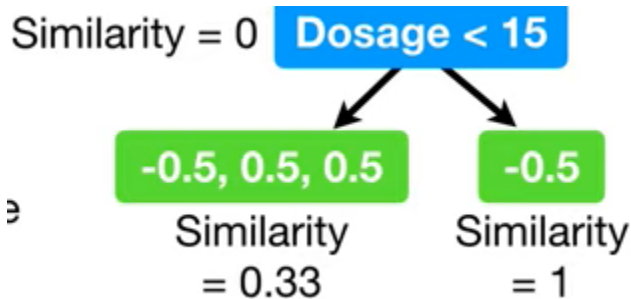 Similarity = 0 Dosage < 15
-0.5, 0.5, 0.5 -0.5
e
Similarity Similarity
= 0.33 = 1